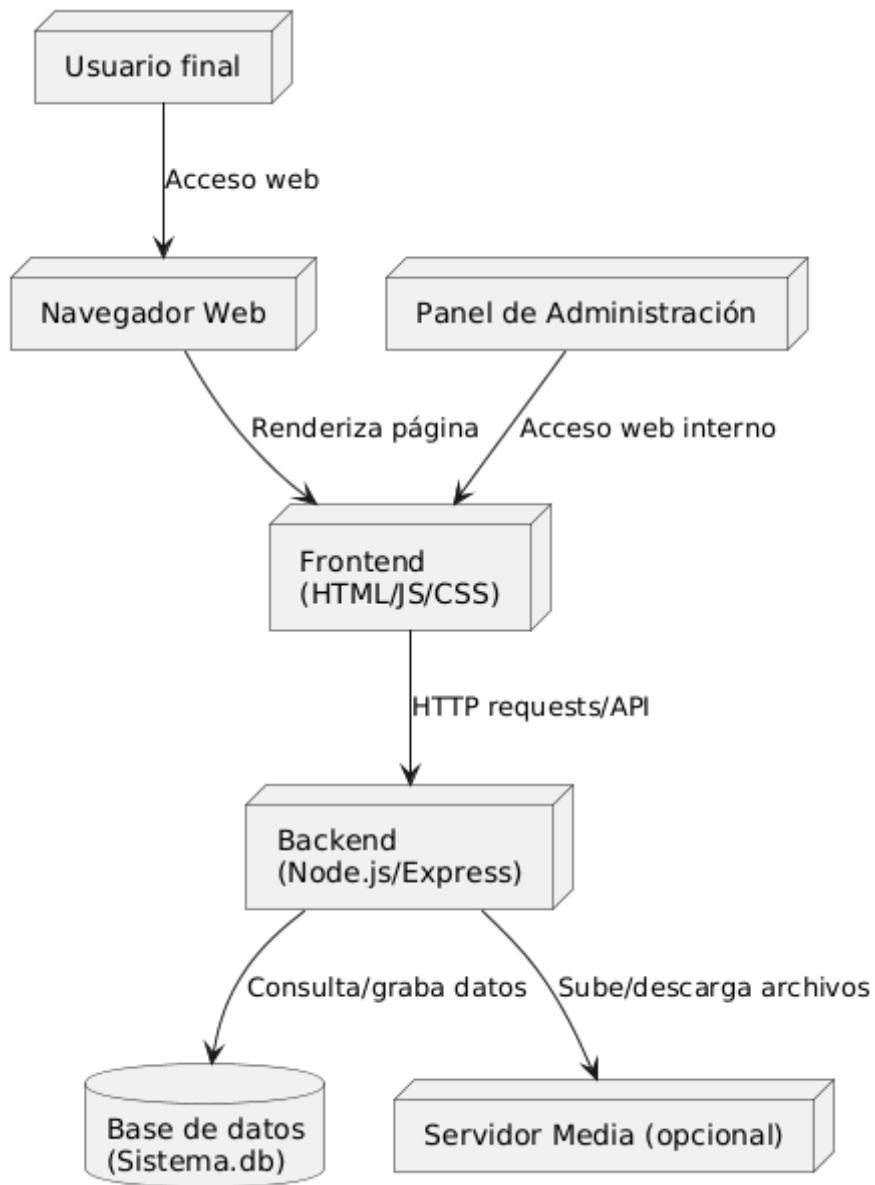 Usuario final
Acceso web
Navegador Web
Panel de Administración
Renderiza página
Acceso web interno
Frontend
(HTML/JS/CSS)
HTTP requests/API
Backend
(Node.js/Express)
Consulta/graba datos
Sube/descarga archivos
Base de datos
(Sistema.db)
Servidor Media (opcional)